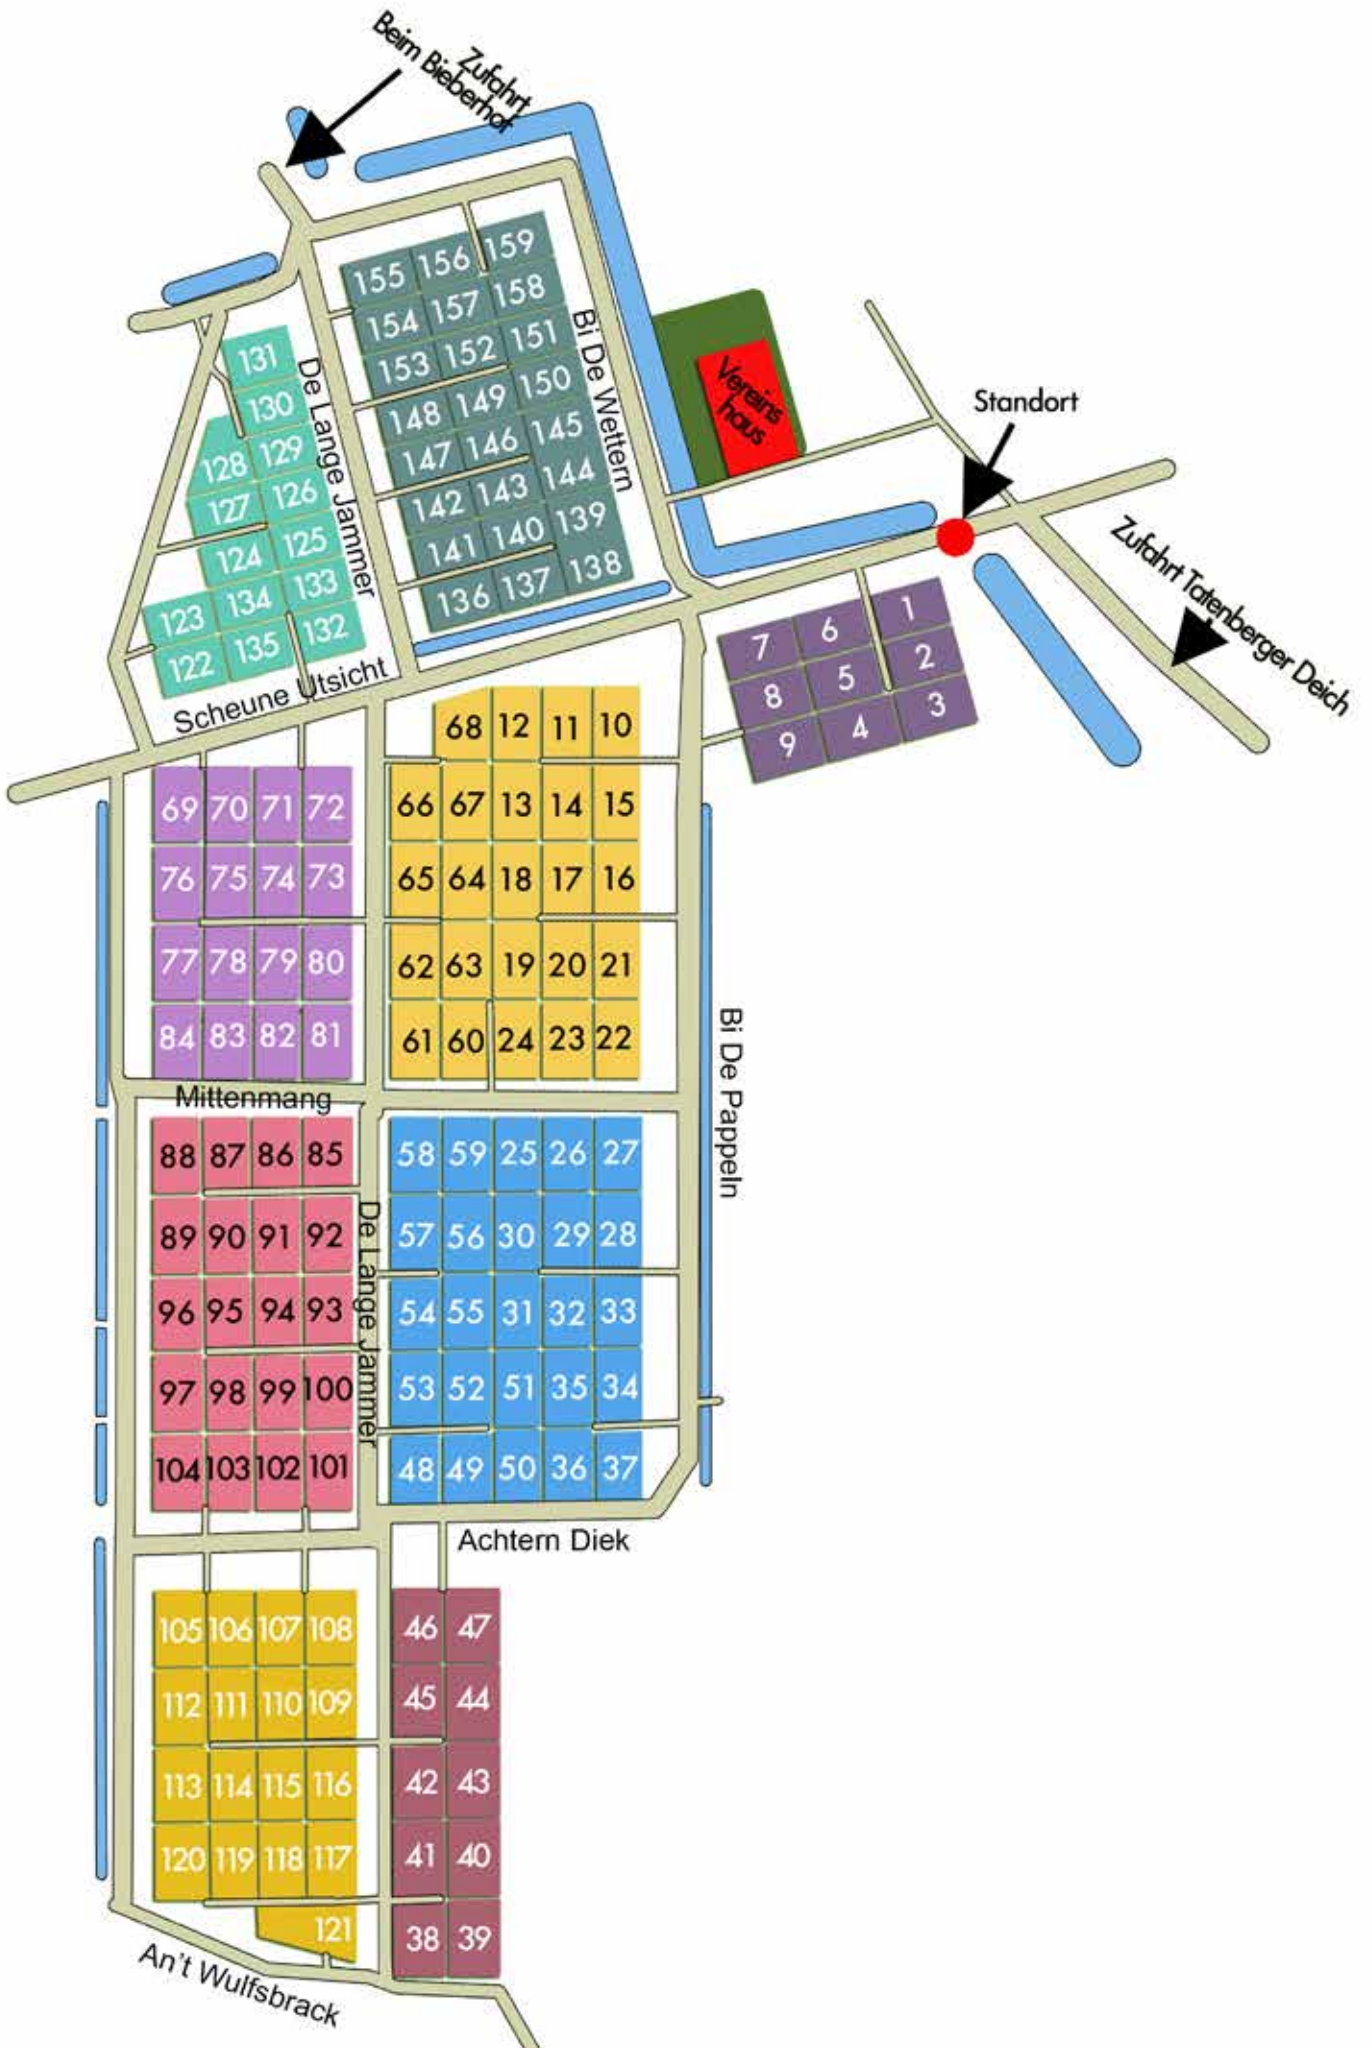 Zufahrt
Beim Bieberhof
155 156 159
154 157 158
153 152 151
148 149 150
147 146 145
142 143 144
141 140 139
136 137 138
Bi De Wettern
De Lange Jammer
131
130
128 129
127 126
124 125
123 134 133
122 135 132
Scheune Utsicht
Vereins
haus
Standort
Zufahrt Tatenberger Deich
7 6 1
8 5 2
9 4 3
68 12 11 10
66 67 13 14 15
65 64 18 17 16
62 63 19 20 21
61 60 24 23 22
69 70 71 72
76 75 74 73
77 78 79 80
84 83 82 81
Mittenmang
Bi De Pappeln
88 87 86 85
89 90 91 92
96 95 94 93
97 98 99 100
104 103 102 101
De Lange Jammer
58 59 25 26 27
57 56 30 29 28
54 55 31 32 33
53 52 51 35 34
48 49 50 36 37
Achtern Diek
105 106 107 108
112 111 110 109
113 114 115 116
120 119 118 117
121
46 47
45 44
42 43
41 40
38 39
An't Wulfsbrack